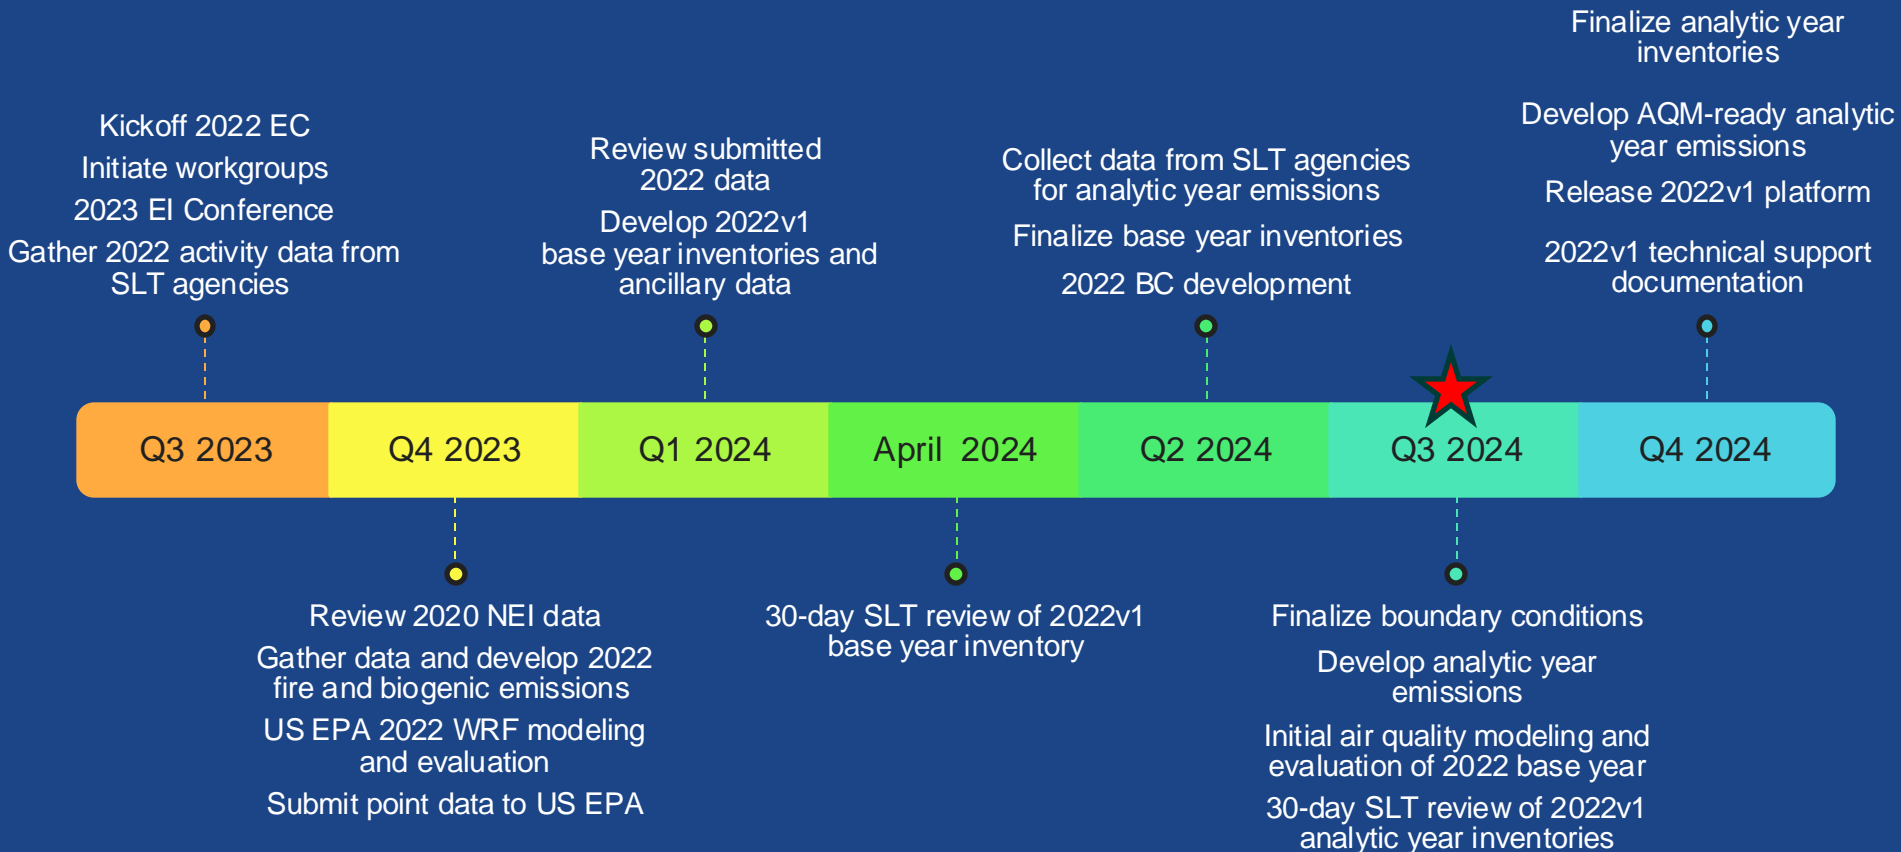 Kickoff 2022 EC
Initiate workgroups
2023 EI Conference
Gather 2022 activity data from
SLT agencies
Review submitted
2022 data
Develop 2022v1
base year inventories and
ancillary data
Collect data from SLT agencies
for analytic year emissions
Finalize base year inventories
2022 BC development
Finalize analytic year
inventories
Develop AQM-ready analytic
year emissions
Release 2022v1 platform
2022v1 technical support
documentation
Q3 2023
Q4 2023
Q1 2024
April 2024
Q2 2024
Q3 2024
Q4 2024
Review 2020 NEI data
Gather data and develop 2022
fire and biogenic emissions
US EPA 2022 WRF modeling
and evaluation
Submit point data to US EPA
30-day SLT review of 2022v1
base year inventory
Finalize boundary conditions
Develop analytic year
emissions
Initial air quality modeling and
evaluation of 2022 base year
30-day SLT review of 2022v1
analytic year inventories